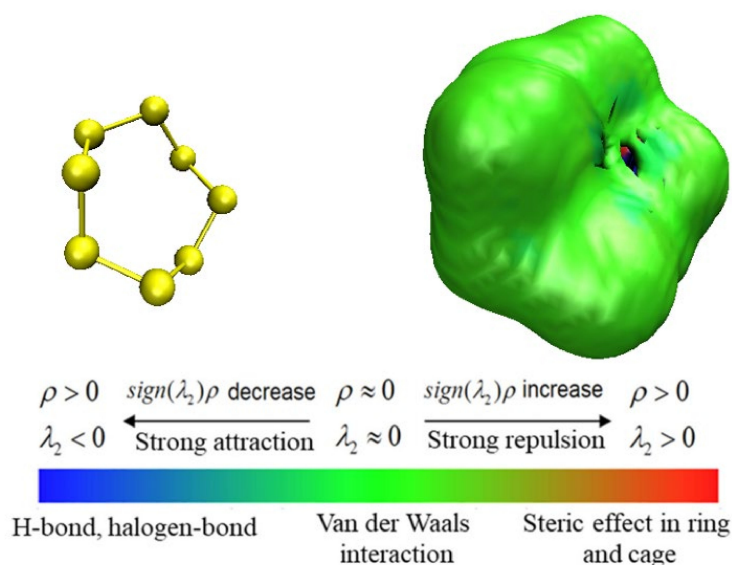 ρ > 0 sign(λ₂)ρ decrease ρ ≈ 0 sign(λ₂)ρ increase ρ > 0
λ₂ < 0 Strong attraction λ₂ ≈ 0 Strong repulsion λ₂ > 0
H-bond, halogen-bond Van der Waals Steric effect in ring
interaction and cage